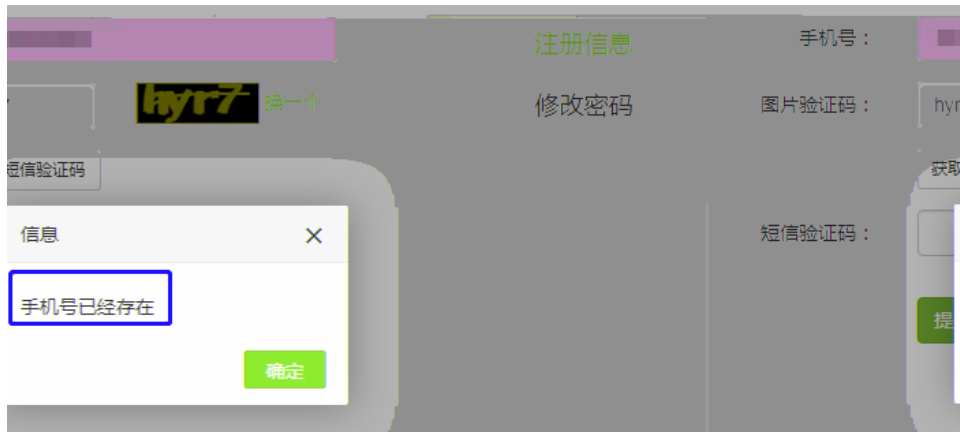 注册信息
手机号：
hyr7 换一个
修改密码
图片验证码：
hyr
短信验证码
获取
信息
短信验证码：
手机号已经存在
提
确定